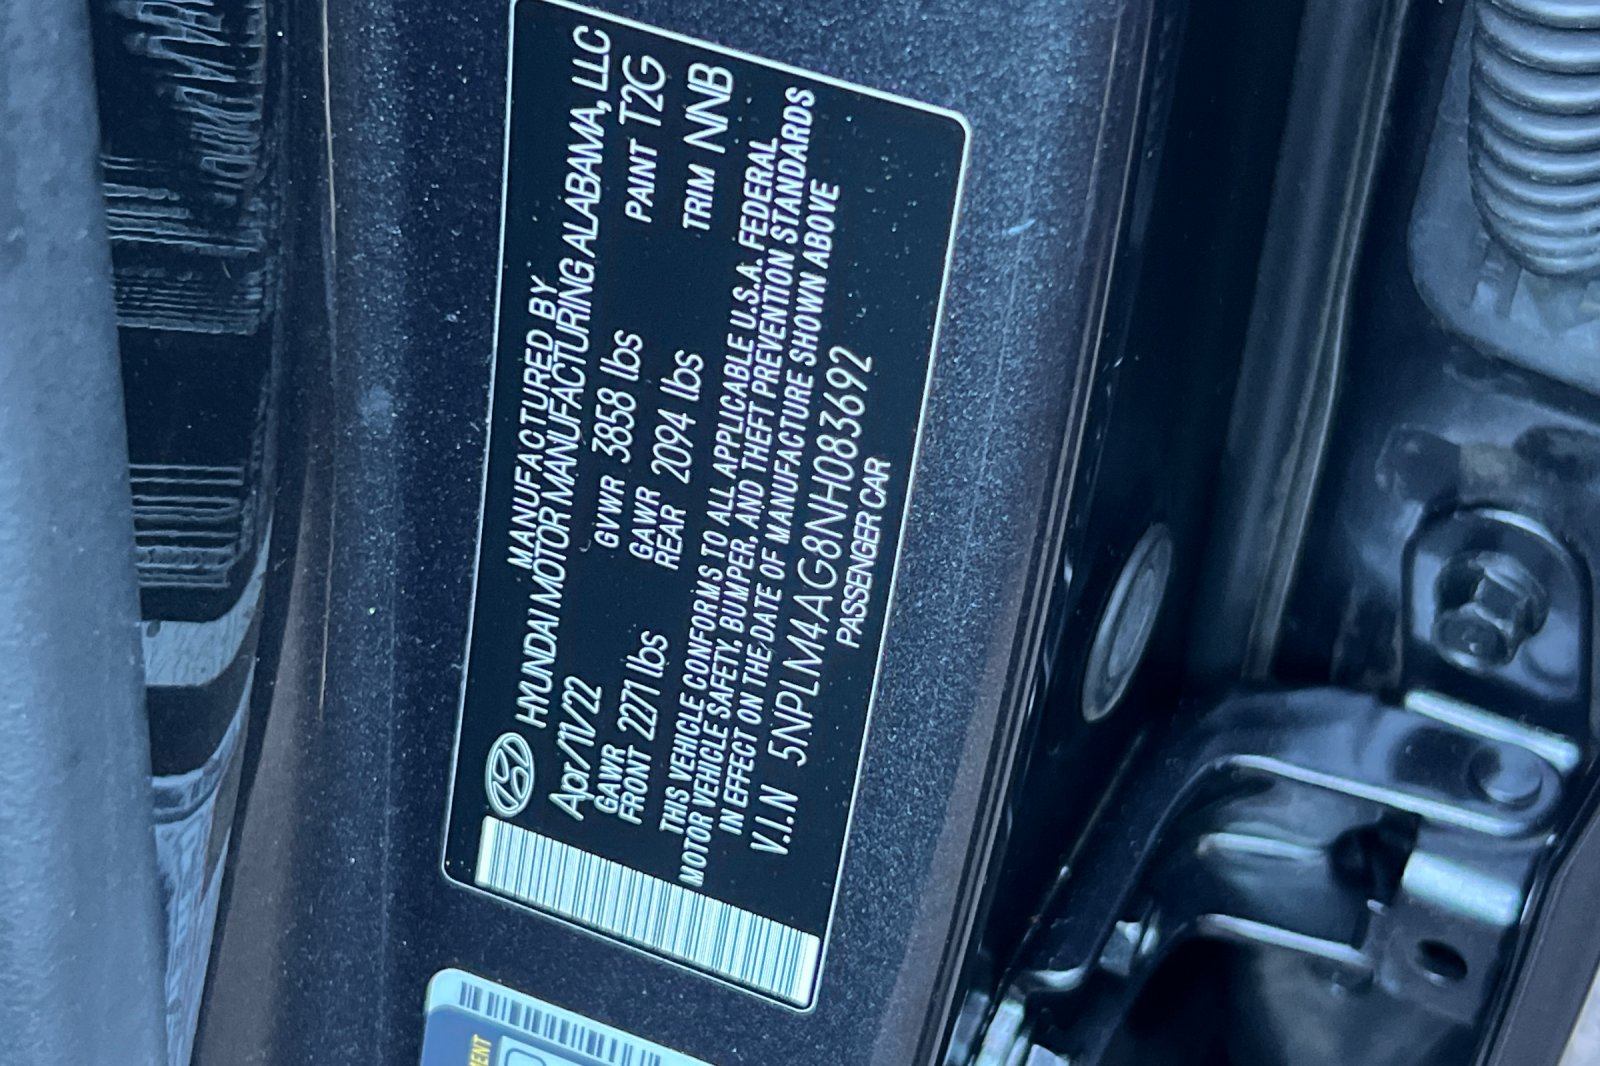 MANUFACTURED BY
HYUNDAI MOTOR MANUFACTURING ALABAMA, LLC
Apr/11/22 GVWR 3858 lbs PAINT T2G
GAWR FRONT 2271 lbs GAWR REAR 2094 lbs TRIM NNB
THIS VEHICLE CONFORMS TO ALL APPLICABLE U.S.A. FEDERAL
MOTOR VEHICLE SAFETY, BUMPER, AND THEFT PREVENTION STANDARDS
IN EFFECT ON THE DATE OF MANUFACTURE SHOWN ABOVE
V.I.N 5NPLM4AG8NH083692
PASSENGER CAR